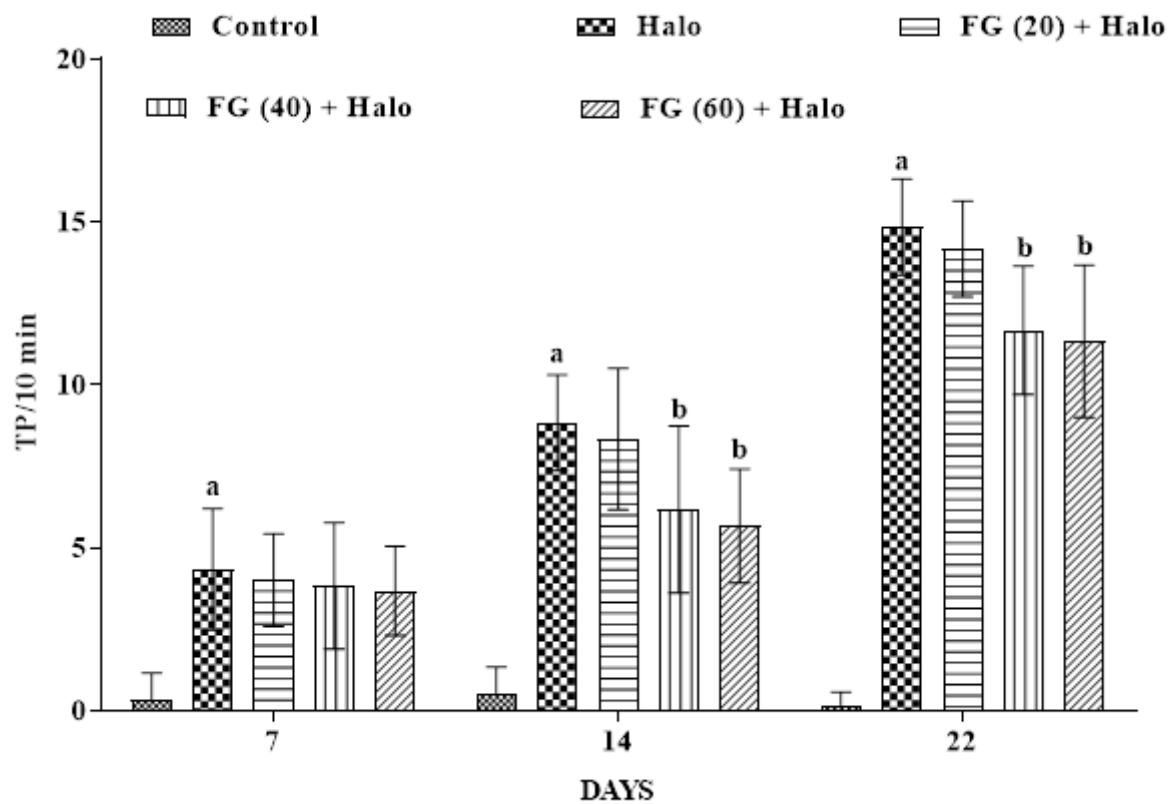 Control Halo FG (20) + Halo
FG (40) + Halo FG (60) + Halo
20
15
10
5
0
TP/10 min
a
a
b
b
a
b
b
7 14 22
DAYS